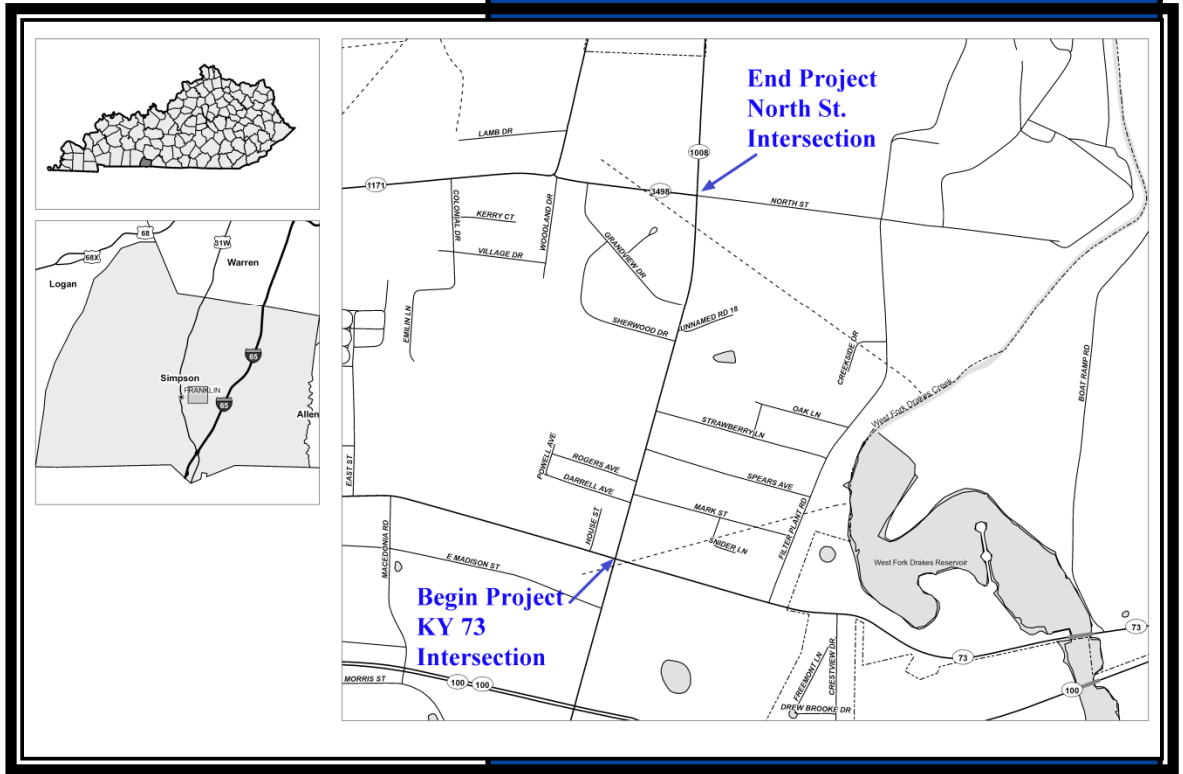 68
31W
68X
Warren
Logan
65
Simpson
FRANKLIN
65
Allen
End Project
North St.
Intersection
LAMB DR
1008
1171
3498
NORTH ST
COLONIAL DR
KERRY CT
WOODLAND DR
VILLAGE DR
GRANDVIEW DR
EMILIN LN
SHERWOOD DR
UNNAMED RD 18
CREEKSIDE DR
BOAT RAMP RD
West Fork Drakes Creek
OAK LN
STRAWBERRY LN
POWELL AVE
ROGERS AVE
EAST ST
DARRELL AVE
SPEARS AVE
MARK ST
HOUSE ST
SNIDER LN
FILTER PLANT RD
MACEDONIA RD
E MADISON ST
West Fork Drakes Reservoir
Begin Project
KY 73
Intersection
73
73
FREEMONT LN
CRESTVIEW DR
MORRIS ST
100
100
100
DREW BROOKE DR